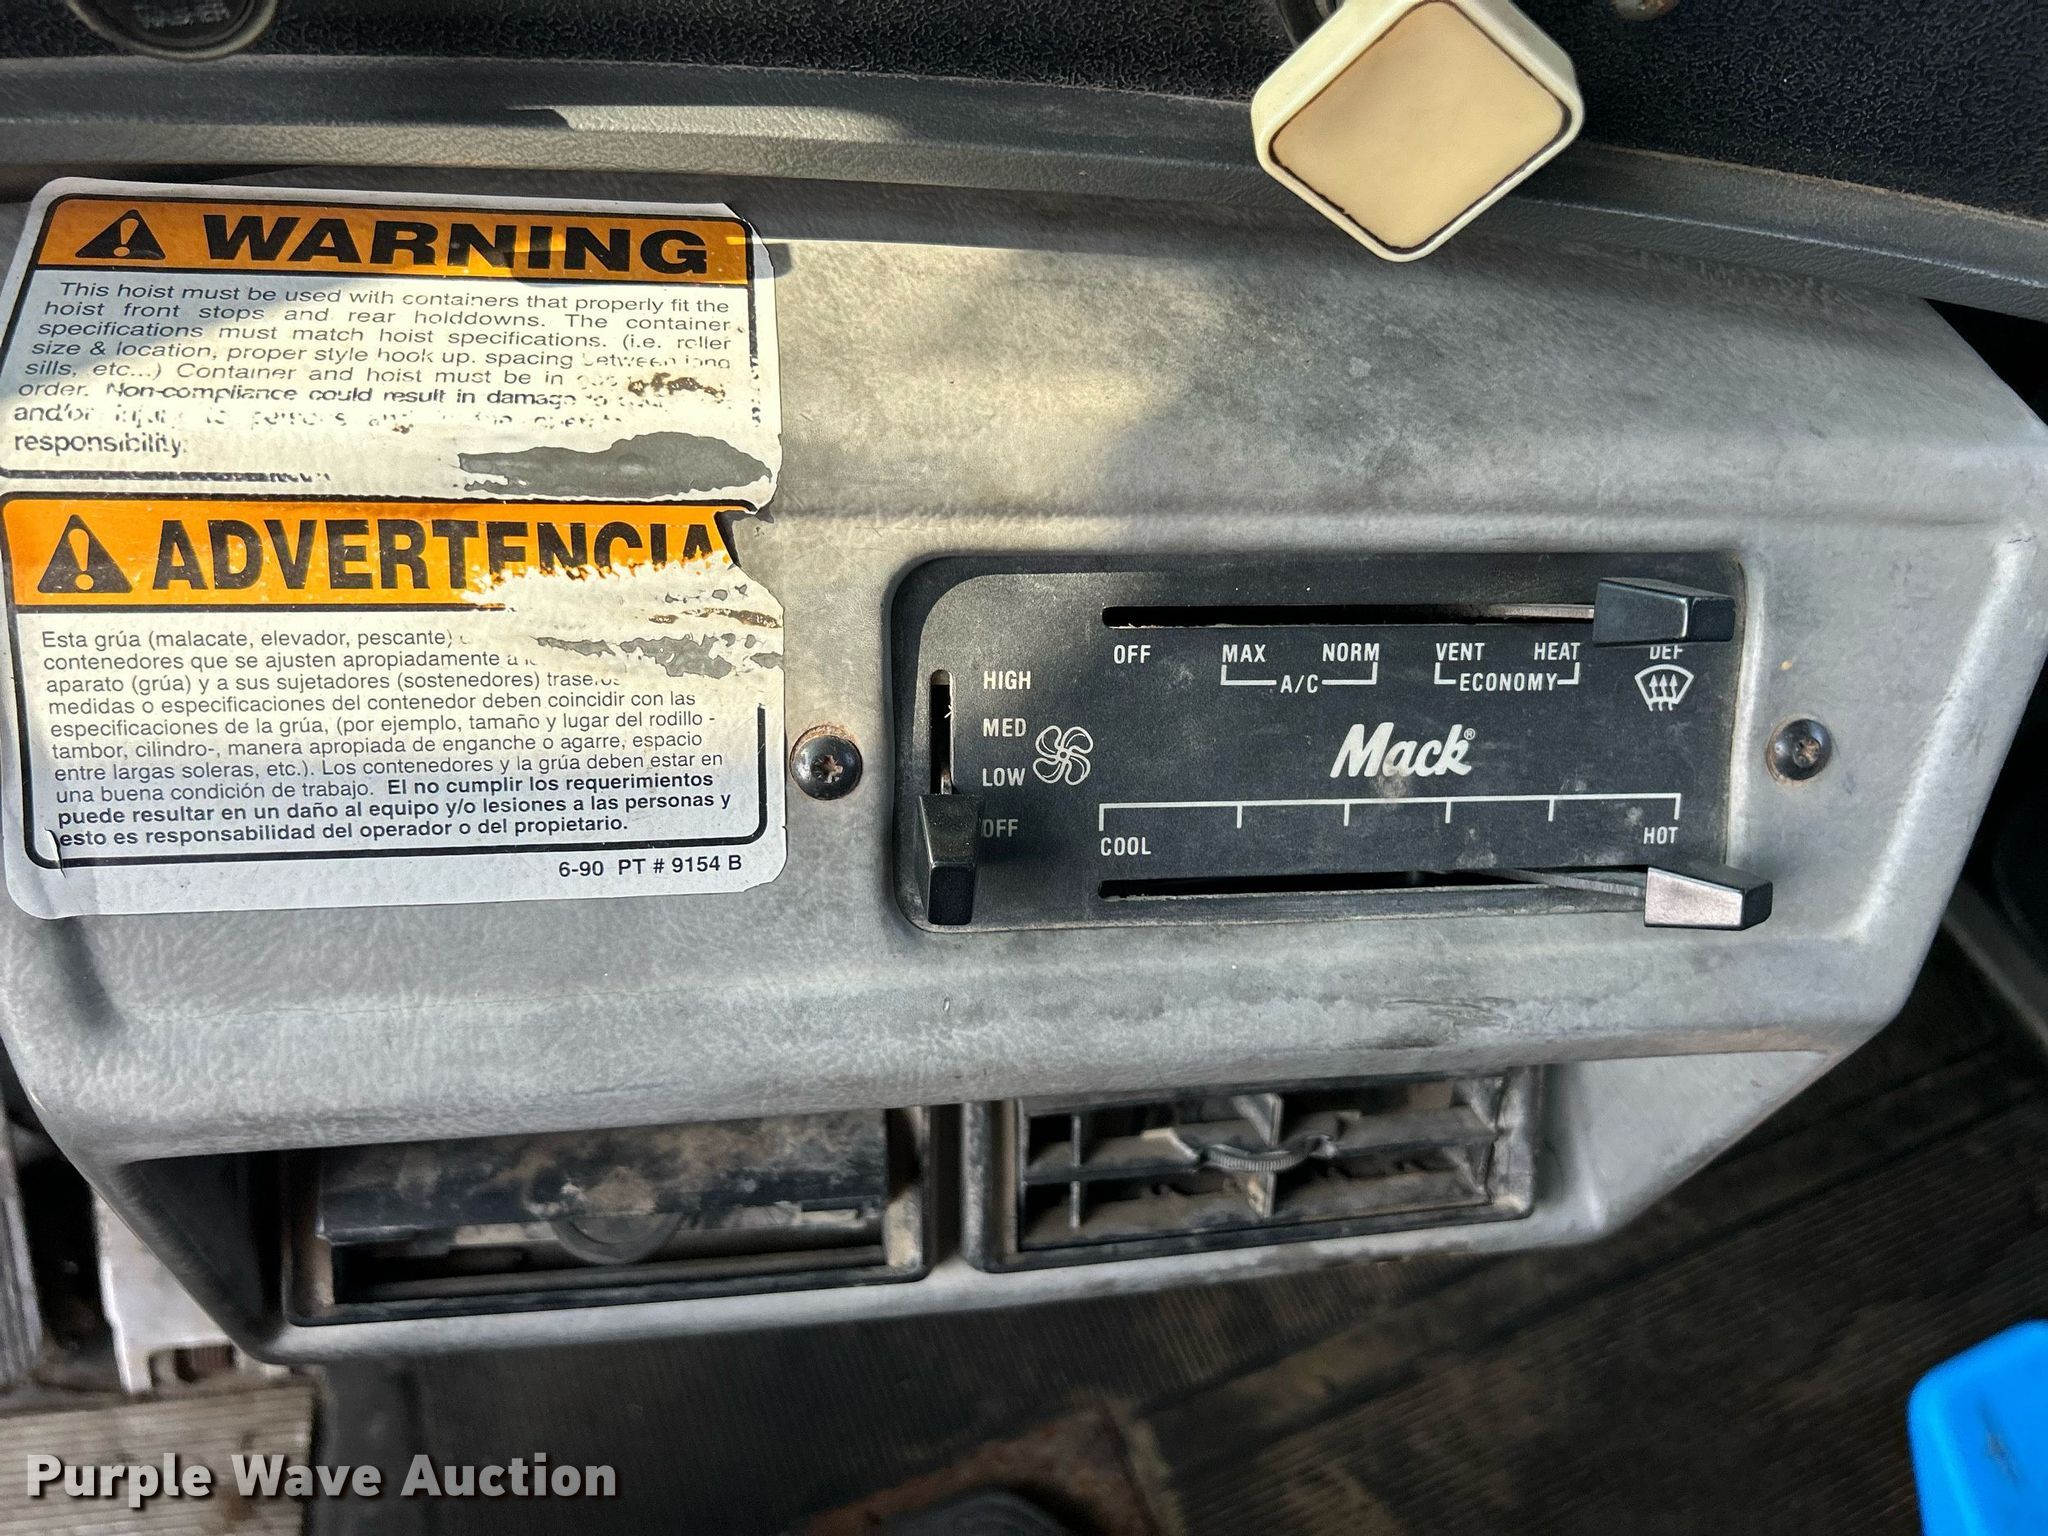 WARNING
This hoist must be used with containers that properly fit the
hoist front stops and rear holddowns. The container
specifications must match hoist specifications. (i.e. roller
size & location, proper style hook up, spacing between long
sills, etc...) Container and hoist must be in
order. Non-compliance could result in damage to
and/or injury to persons and
responsibility.
ADVERTENCIA
Esta grúa (malacate, elevador, pescante)
contenedores que se ajusten apropiadamente a
aparato (grúa) y a sus sujetadores (sostenedores)
medidas o especificaciones del contenedor deben coincidir con las
especificaciones de la grúa, (por ejemplo, tamaño y lugar del rodillo -
tambor, cilindro-, manera apropiada de enganche o agarre, espacio
entre largas soleras, etc.). Los contenedores y la grúa deben estar en
una buena condición de trabajo. El no cumplir los requerimientos
puede resultar en un daño al equipo y/o lesiones a las personas y
esto es responsabilidad del operador o del propietario.
6-90 PT # 9154 B
OFF MAX NORM VENT HEAT DEF
A/C ECONOMY
HIGH
MED
LOW
OFF
Mack®
COOL HOT
Purple Wave Auction